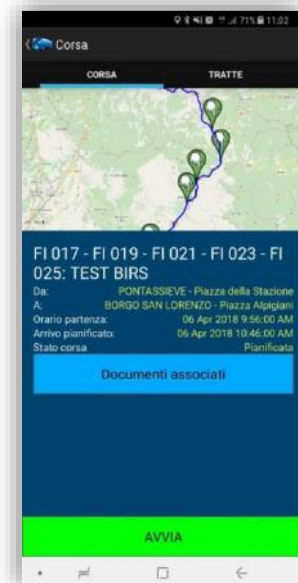 71% 11:02
Corsa
CORSA TRATTE
FI 017 - FI 019 - FI 021 - FI 023 - FI
025: TEST BIRS
Da: PONTASSIEVE - Piazza della Stazione
A: BORGO SAN LORENZO - Piazza Alpigiani
Orario partenza: 06 Apr 2018 9:56:00 AM
Arrivo pianificato: 06 Apr 2018 10:46:00 AM
Stato corsa Pianificata
Documenti associati
AVVIA